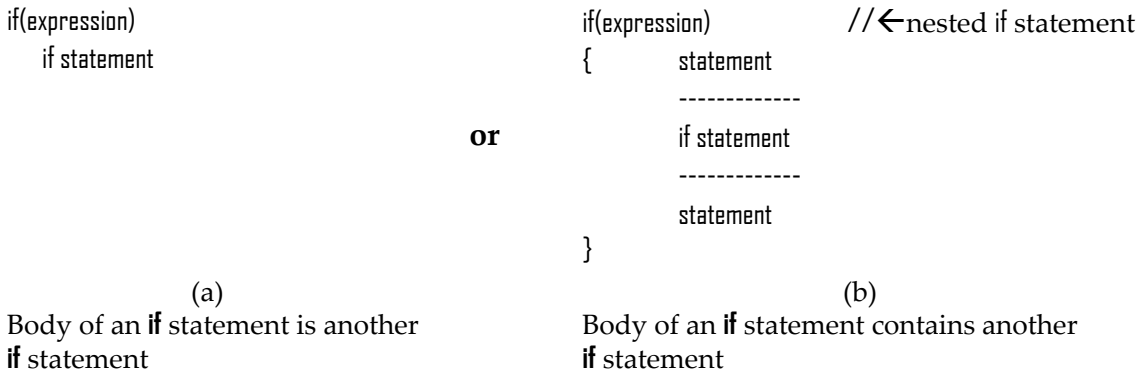 if(expression)
if statement
or
if(expression) //←nested if statement
{ statement
-------------
if statement
-------------
statement
}
(a)
Body of an if statement is another
if statement
(b)
Body of an if statement contains another
if statement